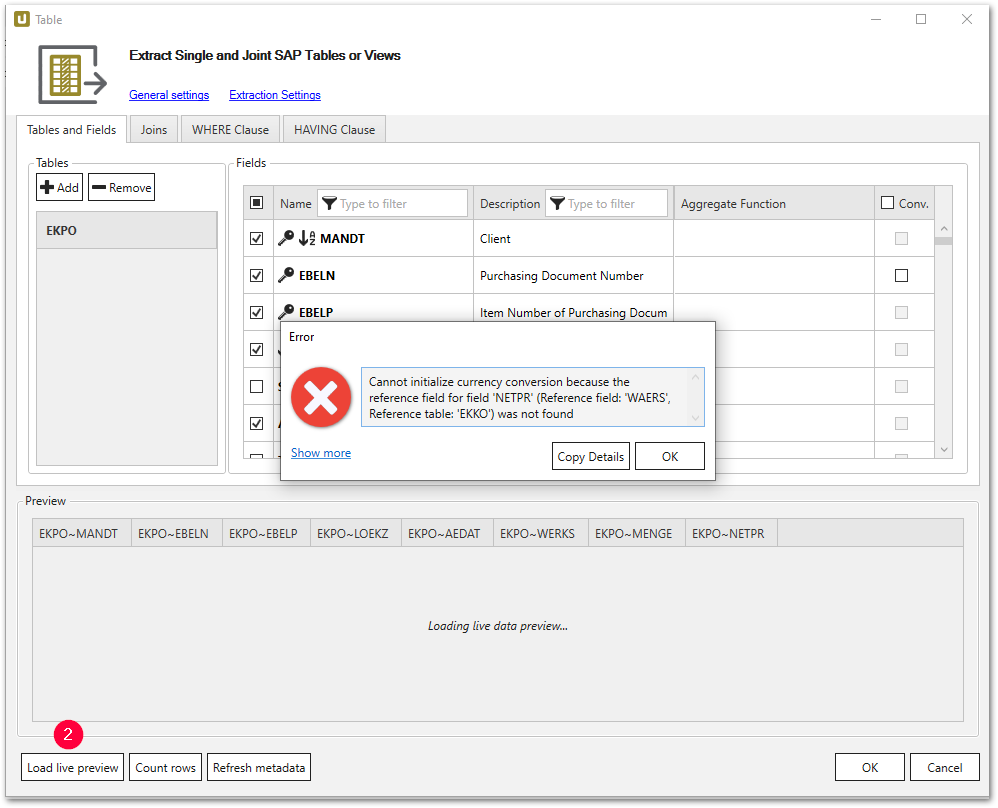 Table
Extract Single and Joint SAP Tables or Views
General settings Extraction Settings
Tables and Fields Joins WHERE Clause HAVING Clause
Tables
Add Remove
EKPO
Fields
Name Type to filter Description Type to filter Aggregate Function Conv.
MANDT Client
EBELN Purchasing Document Number
EBELP Item Number of Purchasing Docum
Error
Cannot initialize currency conversion because the
reference field for field 'NETPR' (Reference field: 'WAERS',
Reference table: 'EKKO') was not found
Show more Copy Details OK
Preview
EKPO~MANDT EKPO~EBELN EKPO~EBELP EKPO~LOEKZ EKPO~AEDAT EKPO~WERKS EKPO~MENGE EKPO~NETPR
Loading live data preview...
2
Load live preview Count rows Refresh metadata OK Cancel